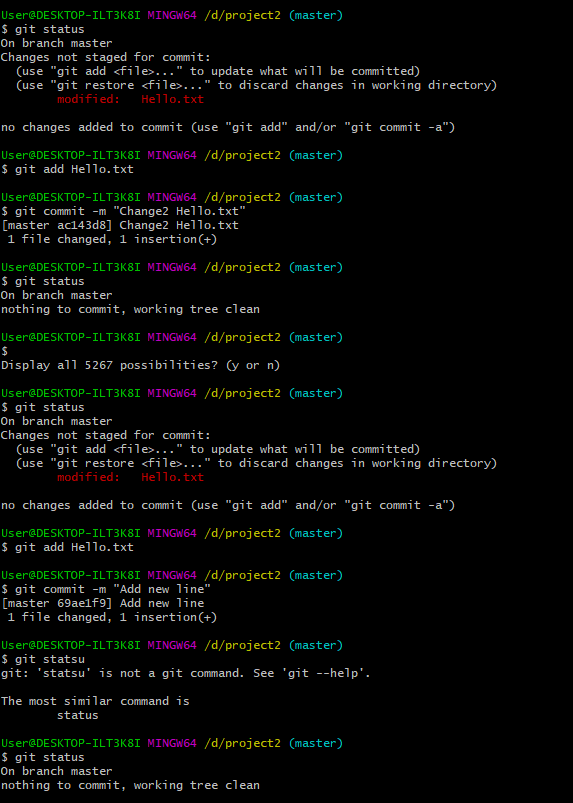 User@DESKTOP-ILT3K8I MINGW64 /d/project2 (master)
$ git status
On branch master
Changes not staged for commit:
  (use "git add <file>..." to update what will be committed)
  (use "git restore <file>..." to discard changes in working directory)
        modified:   Hello.txt

no changes added to commit (use "git add" and/or "git commit -a")

User@DESKTOP-ILT3K8I MINGW64 /d/project2 (master)
$ git add Hello.txt

User@DESKTOP-ILT3K8I MINGW64 /d/project2 (master)
$ git commit -m "Change2 Hello.txt"
[master ac143d8] Change2 Hello.txt
 1 file changed, 1 insertion(+)

User@DESKTOP-ILT3K8I MINGW64 /d/project2 (master)
$ git status
On branch master
nothing to commit, working tree clean

User@DESKTOP-ILT3K8I MINGW64 /d/project2 (master)
$
Display all 5267 possibilities? (y or n)

User@DESKTOP-ILT3K8I MINGW64 /d/project2 (master)
$ git status
On branch master
Changes not staged for commit:
  (use "git add <file>..." to update what will be committed)
  (use "git restore <file>..." to discard changes in working directory)
        modified:   Hello.txt

no changes added to commit (use "git add" and/or "git commit -a")

User@DESKTOP-ILT3K8I MINGW64 /d/project2 (master)
$ git add Hello.txt

User@DESKTOP-ILT3K8I MINGW64 /d/project2 (master)
$ git commit -m "Add new line"
[master 69ae1f9] Add new line
 1 file changed, 1 insertion(+)

User@DESKTOP-ILT3K8I MINGW64 /d/project2 (master)
$ git statsu
git: 'statsu' is not a git command. See 'git --help'.

The most similar command is
        status

User@DESKTOP-ILT3K8I MINGW64 /d/project2 (master)
$ git status
On branch master
nothing to commit, working tree clean